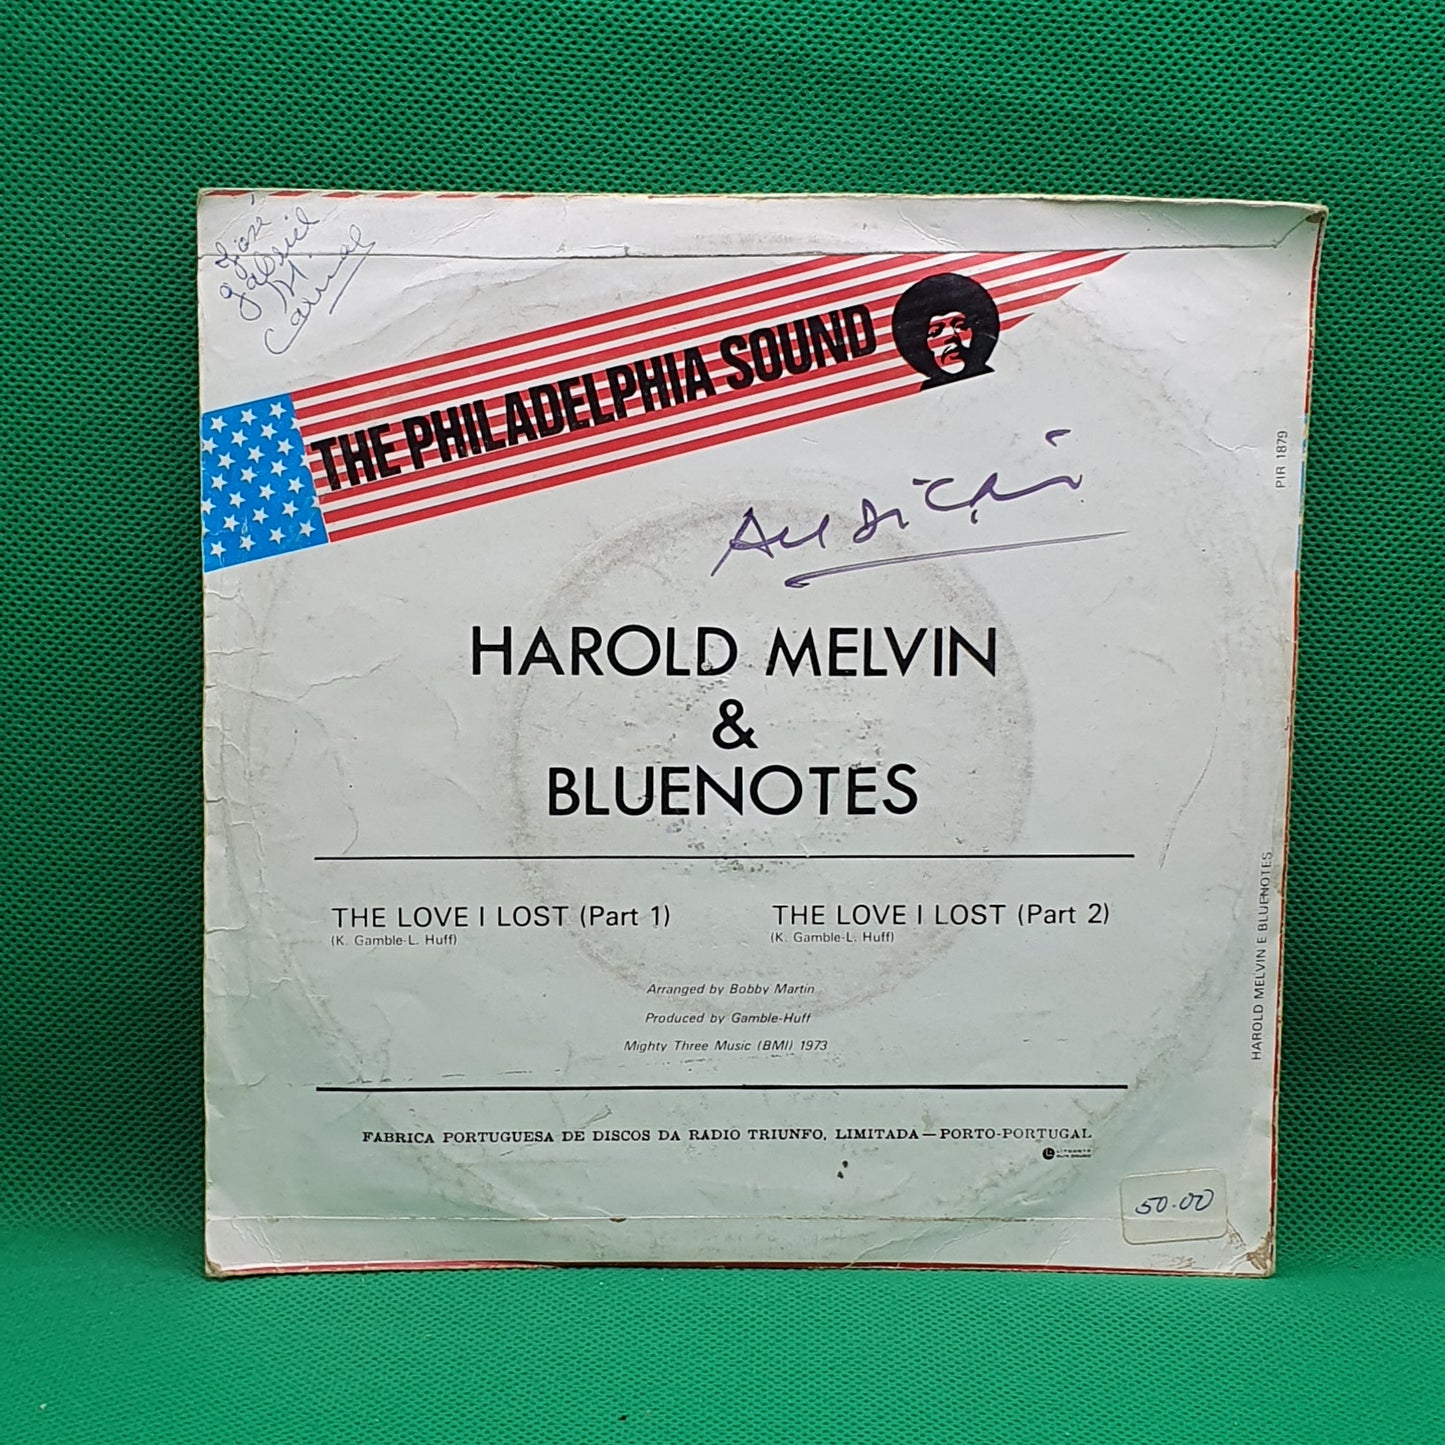 José
Gabriel
M.
THE PHILADELPHIA SOUND
PIR 1879
HAROLD MELVIN
&
BLUENOTES
THE LOVE I LOST (Part 1)
(K. Gamble-L. Huff)
THE LOVE I LOST (Part 2)
(K. Gamble-L. Huff)
Arranged by Bobby Martin
Produced by Gamble-Huff
Mighty Three Music (BMI) 1973
HAROLD MELVIN E BLUENOTES
FABRICA PORTUGUESA DE DISCOS DA RADIO TRIUNFO, LIMITADA — PORTO-PORTUGAL
50.00